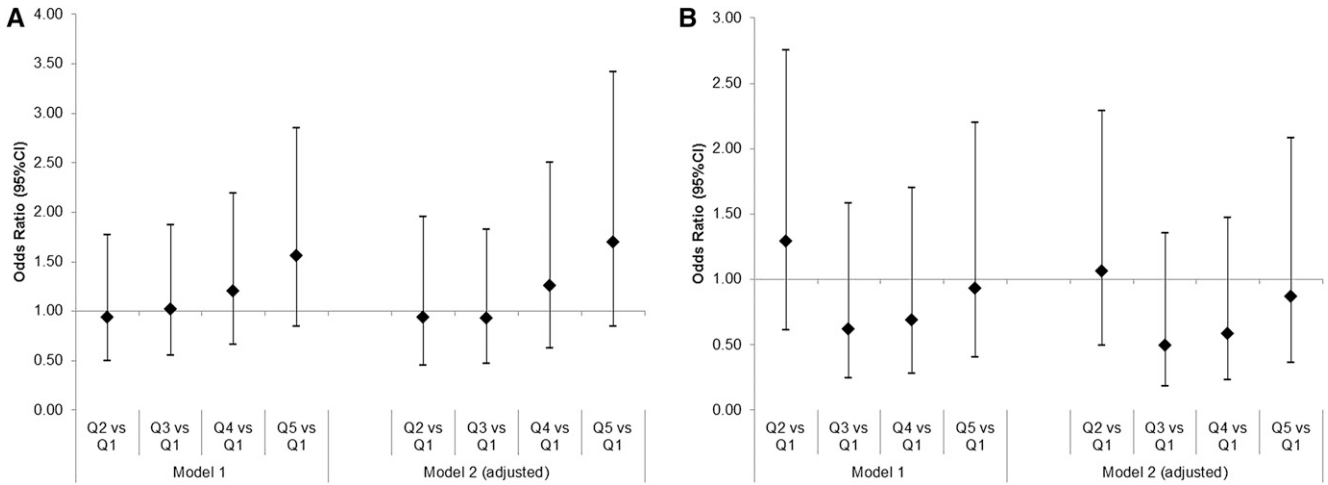 A
Odds Ratio (95%CI)
4.00
3.50
3.00
2.50
2.00
1.50
1.00
0.50
0.00
Q2 vs
Q1
Q3 vs
Q1
Q4 vs
Q1
Q5 vs
Q1
Q2 vs
Q1
Q3 vs
Q1
Q4 vs
Q1
Q5 vs
Q1
Model 1
Model 2 (adjusted)
B
Odds Ratio (95%CI)
3.00
2.50
2.00
1.50
1.00
0.50
0.00
Q2 vs
Q1
Q3 vs
Q1
Q4 vs
Q1
Q5 vs
Q1
Q2 vs
Q1
Q3 vs
Q1
Q4 vs
Q1
Q5 vs
Q1
Model 1
Model 2 (adjusted)